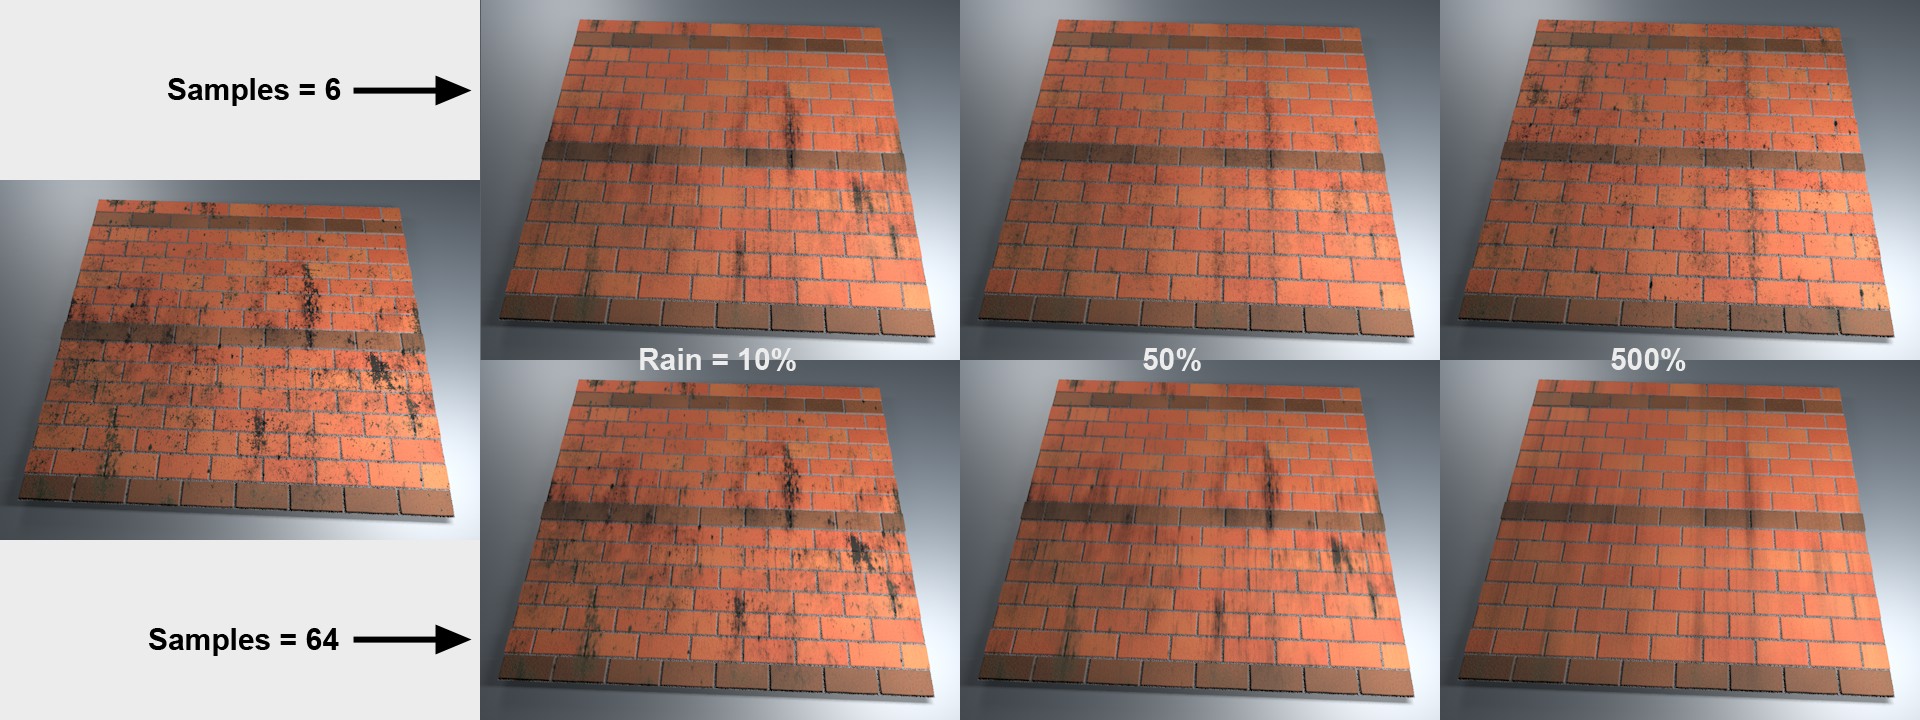 Samples = 6
Rain = 10%
50%
500%
Samples = 64